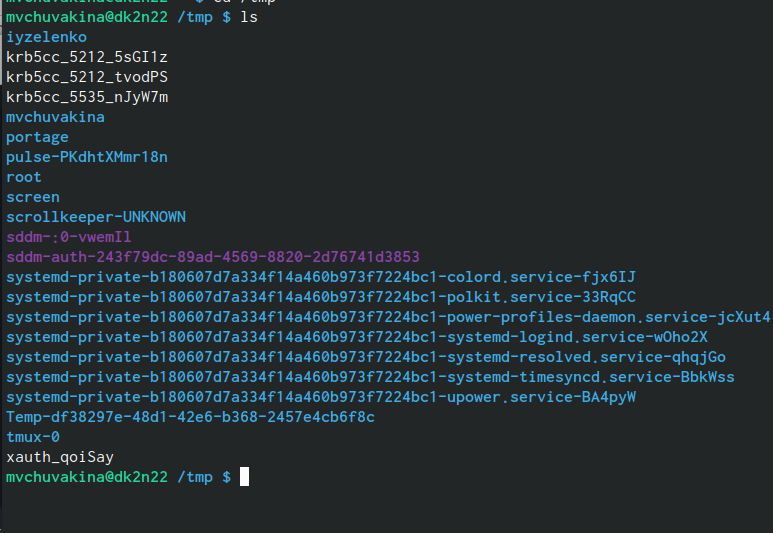 mvchuvakina@dk2n22 ~ $ cd /tmp
mvchuvakina@dk2n22 /tmp $ ls
iyzelenko
krb5cc_5212_5sGI1z
krb5cc_5212_tvodPS
krb5cc_5535_nJyW7m
mvchuvakina
portage
pulse-PKdhtXMmr18n
root
screen
scrollkeeper-UNKNOWN
sddm-:0-vwemIl
sddm-auth-243f79dc-89ad-4569-8820-2d76741d3853
systemd-private-b180607d7a334f14a460b973f7224bc1-colord.service-fjx6IJ
systemd-private-b180607d7a334f14a460b973f7224bc1-polkit.service-33RqCC
systemd-private-b180607d7a334f14a460b973f7224bc1-power-profiles-daemon.service-jcXut4
systemd-private-b180607d7a334f14a460b973f7224bc1-systemd-logind.service-wOho2X
systemd-private-b180607d7a334f14a460b973f7224bc1-systemd-resolved.service-qhqjGo
systemd-private-b180607d7a334f14a460b973f7224bc1-systemd-timesyncd.service-BbkWss
systemd-private-b180607d7a334f14a460b973f7224bc1-upower.service-BA4pyW
Temp-df38297e-48d1-42e6-b368-2457e4cb6f8c
tmux-0
xauth_qoiSay
mvchuvakina@dk2n22 /tmp $